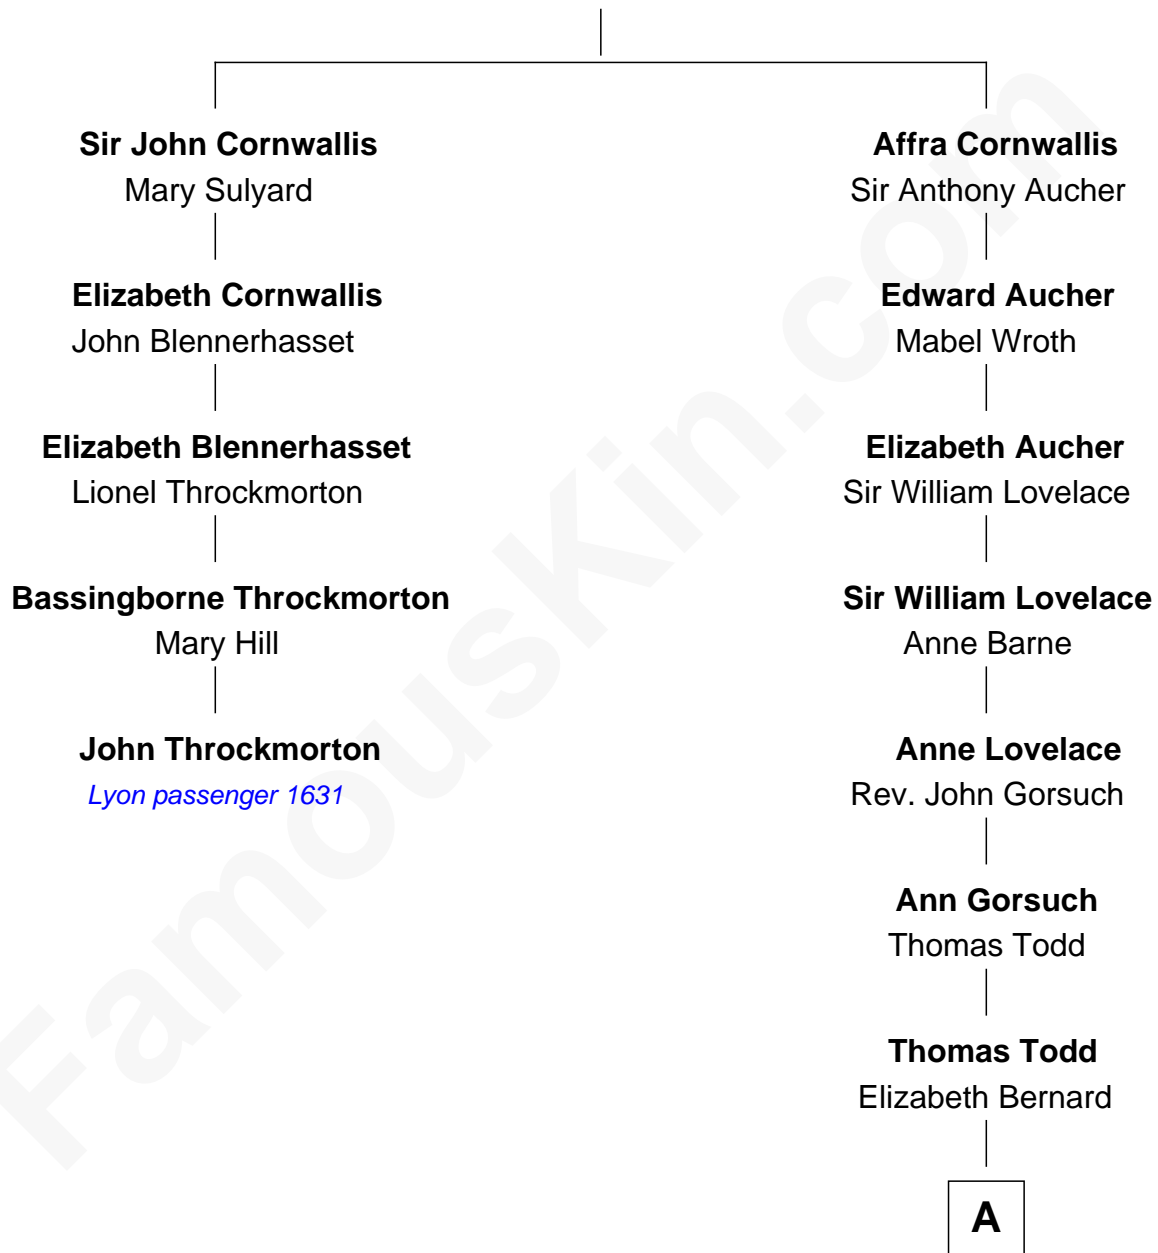 Sir John Cornwallis
Mary Sulyard
Elizabeth Cornwallis
John Blennerhasset
Elizabeth Blennerhasset
Lionel Throckmorton
Bassingborne Throckmorton
Mary Hill
John Throckmorton
Lyon passenger 1631
Affra Cornwallis
Sir Anthony Aucher
Edward Aucher
Mabel Wroth
Elizabeth Aucher
Sir William Lovelace
Sir William Lovelace
Anne Barne
Anne Lovelace
Rev. John Gorsuch
Ann Gorsuch
Thomas Todd
Thomas Todd
Elizabeth Bernard
A
FamousKin.com